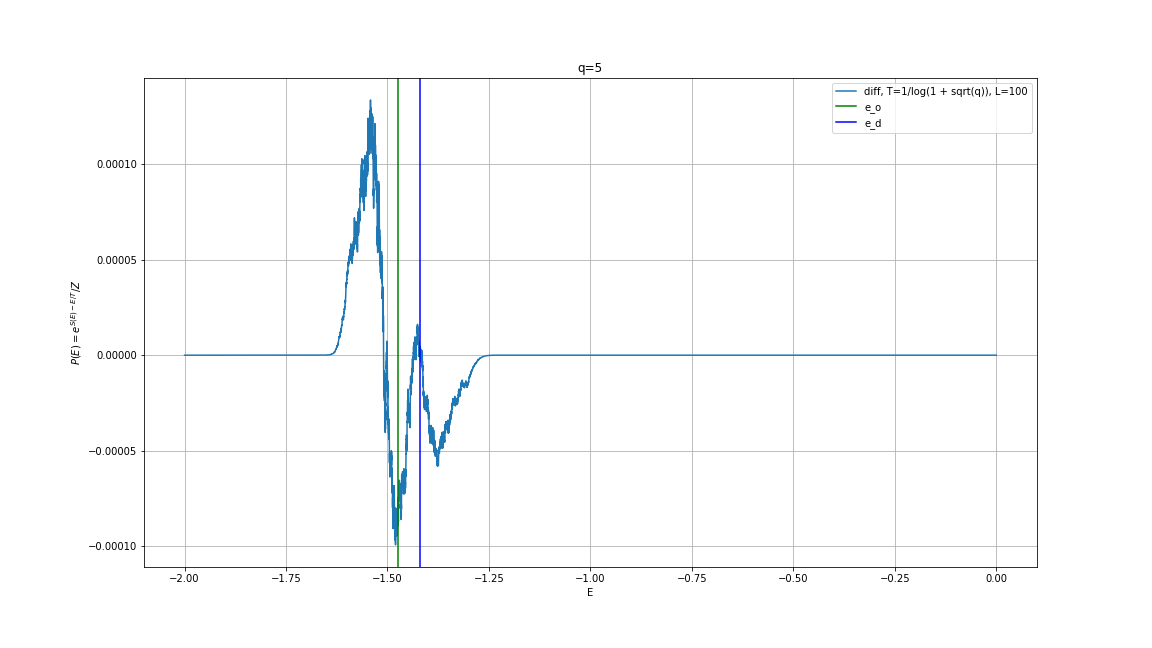 q=5
diff, T=1/log(1 + sqrt(q)), L=100
e_o
e_d
P(E) = e^{S(E) − E/T}/Z
0.00010
0.00005
0.00000
−0.00005
−0.00010
−2.00 −1.75 −1.50 −1.25 −1.00 −0.75 −0.50 −0.25 0.00
E